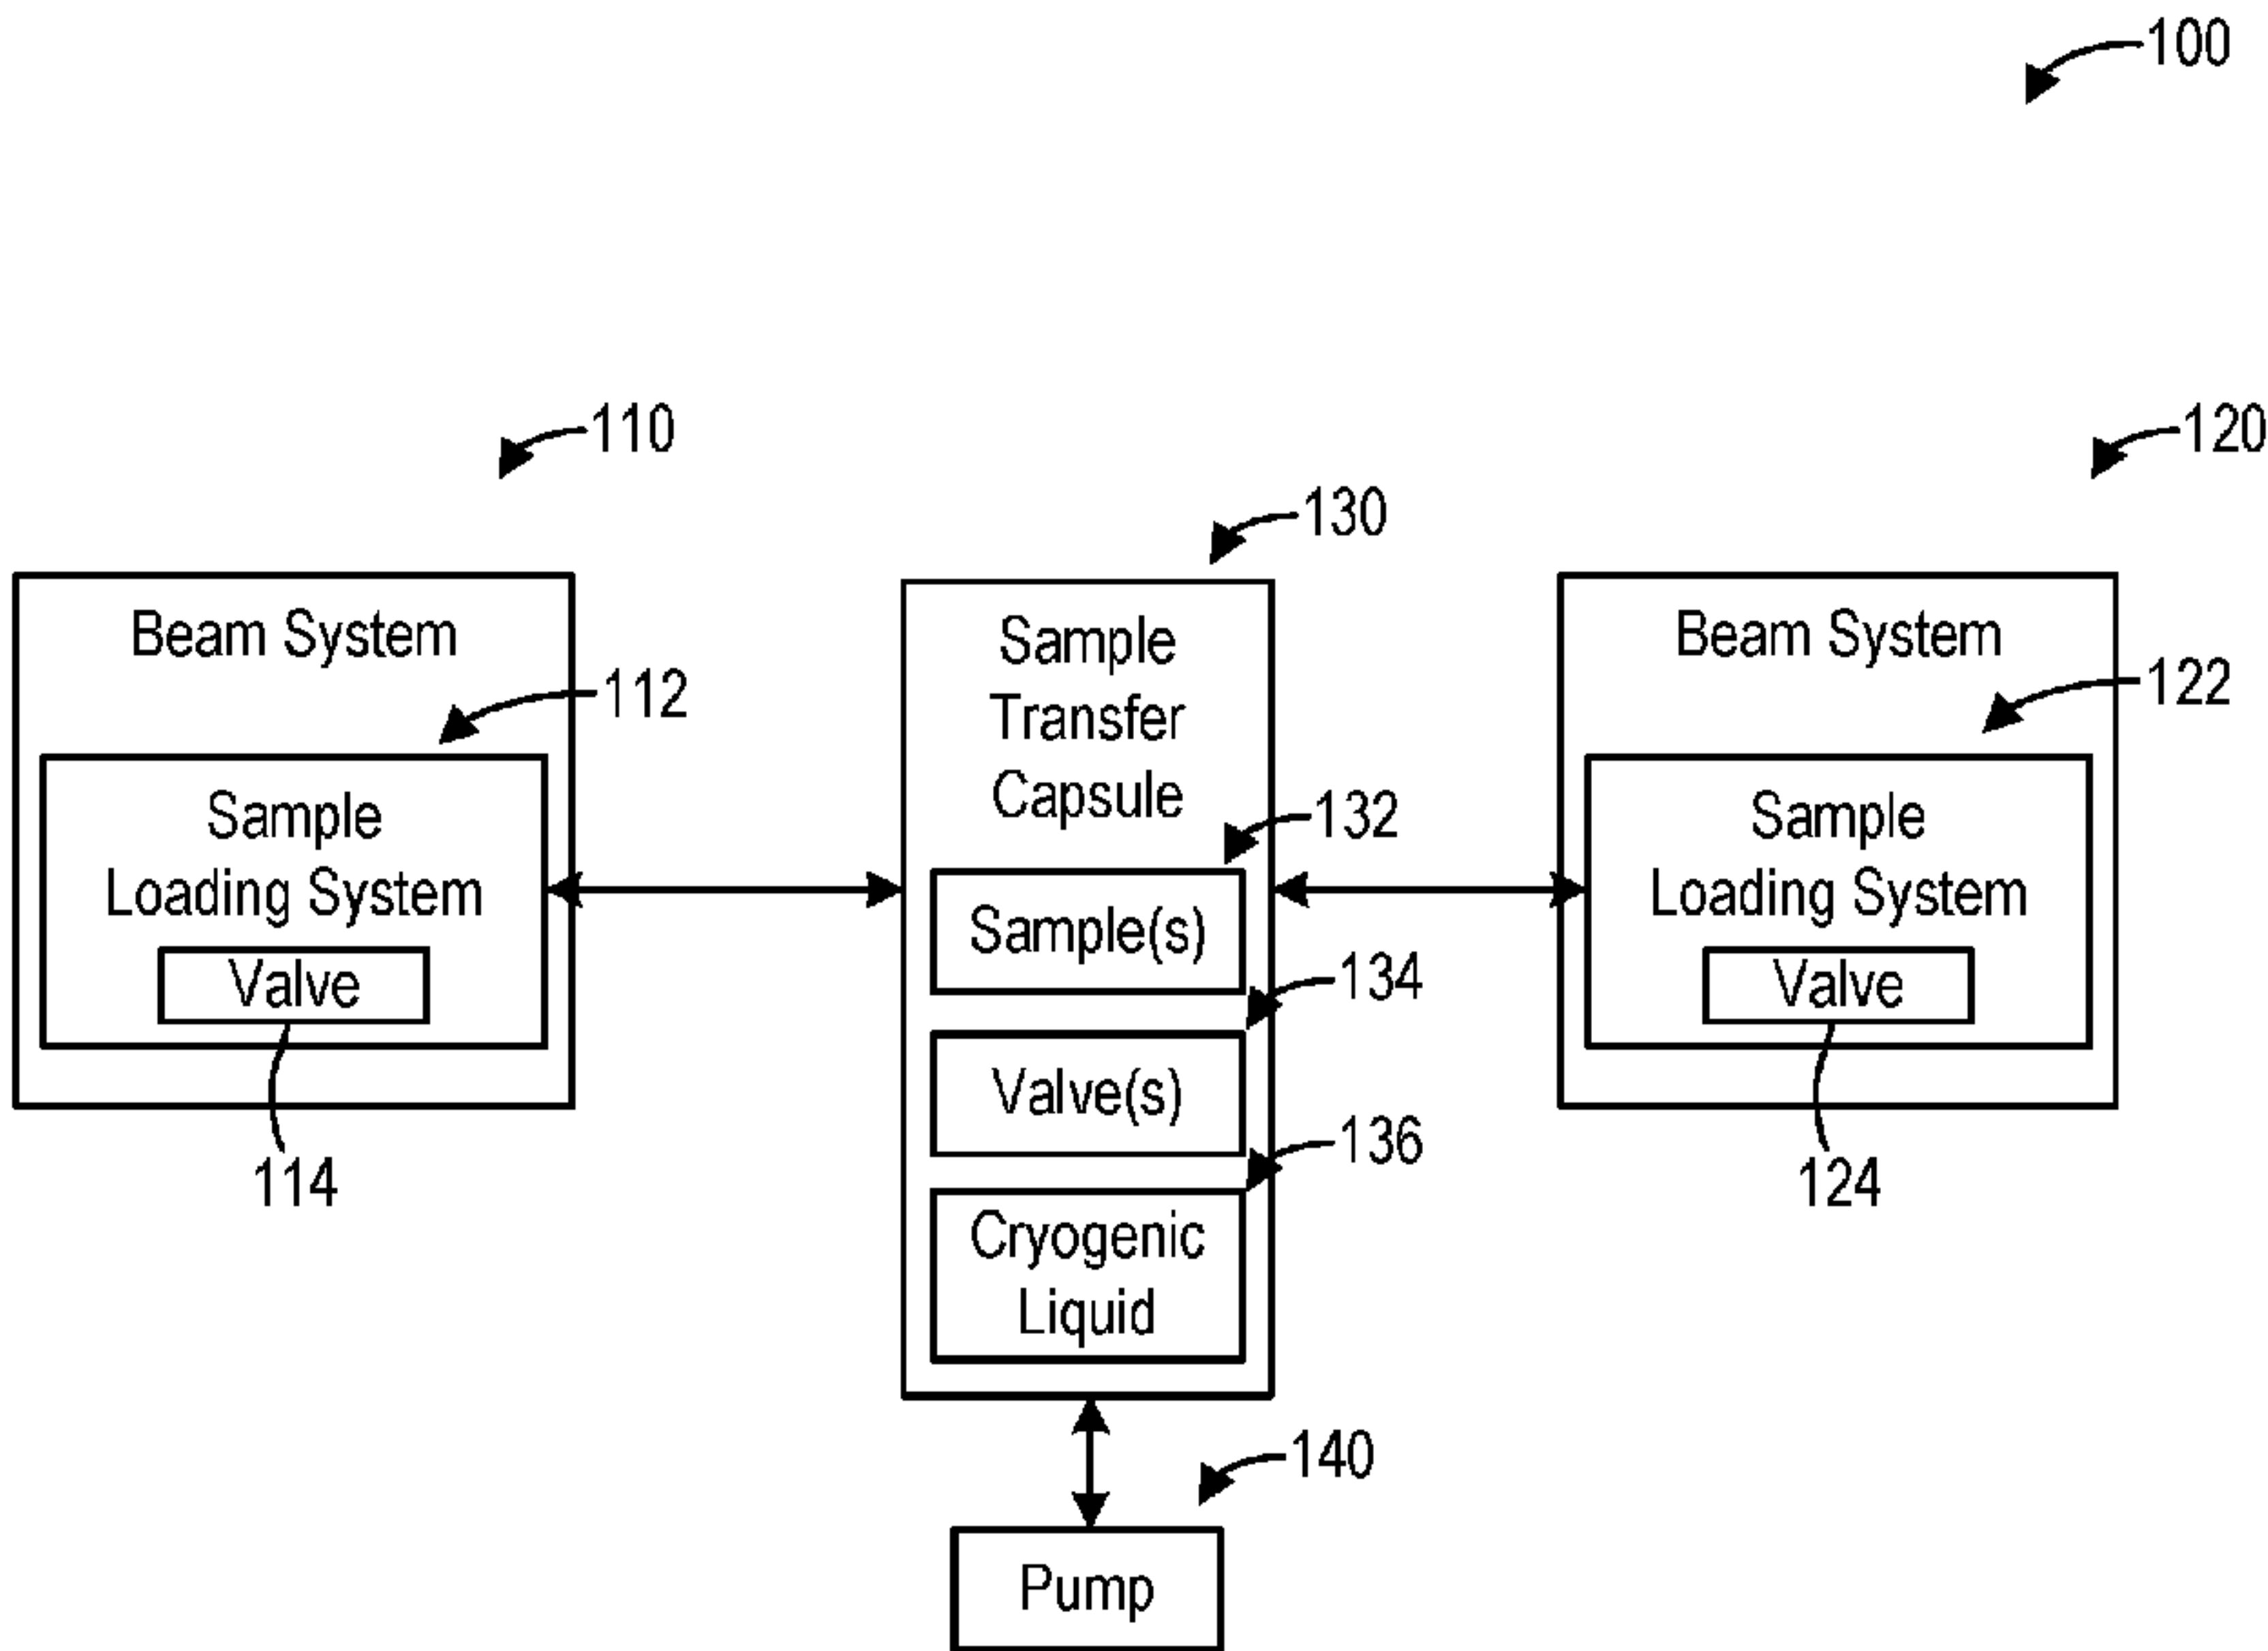 100
110
120
130
Beam System
112
Sample
Loading System
Valve
114
Sample
Transfer
Capsule
132
Sample(s)
134
Valve(s)
136
Cryogenic
Liquid
Beam System
122
Sample
Loading System
Valve
124
140
Pump